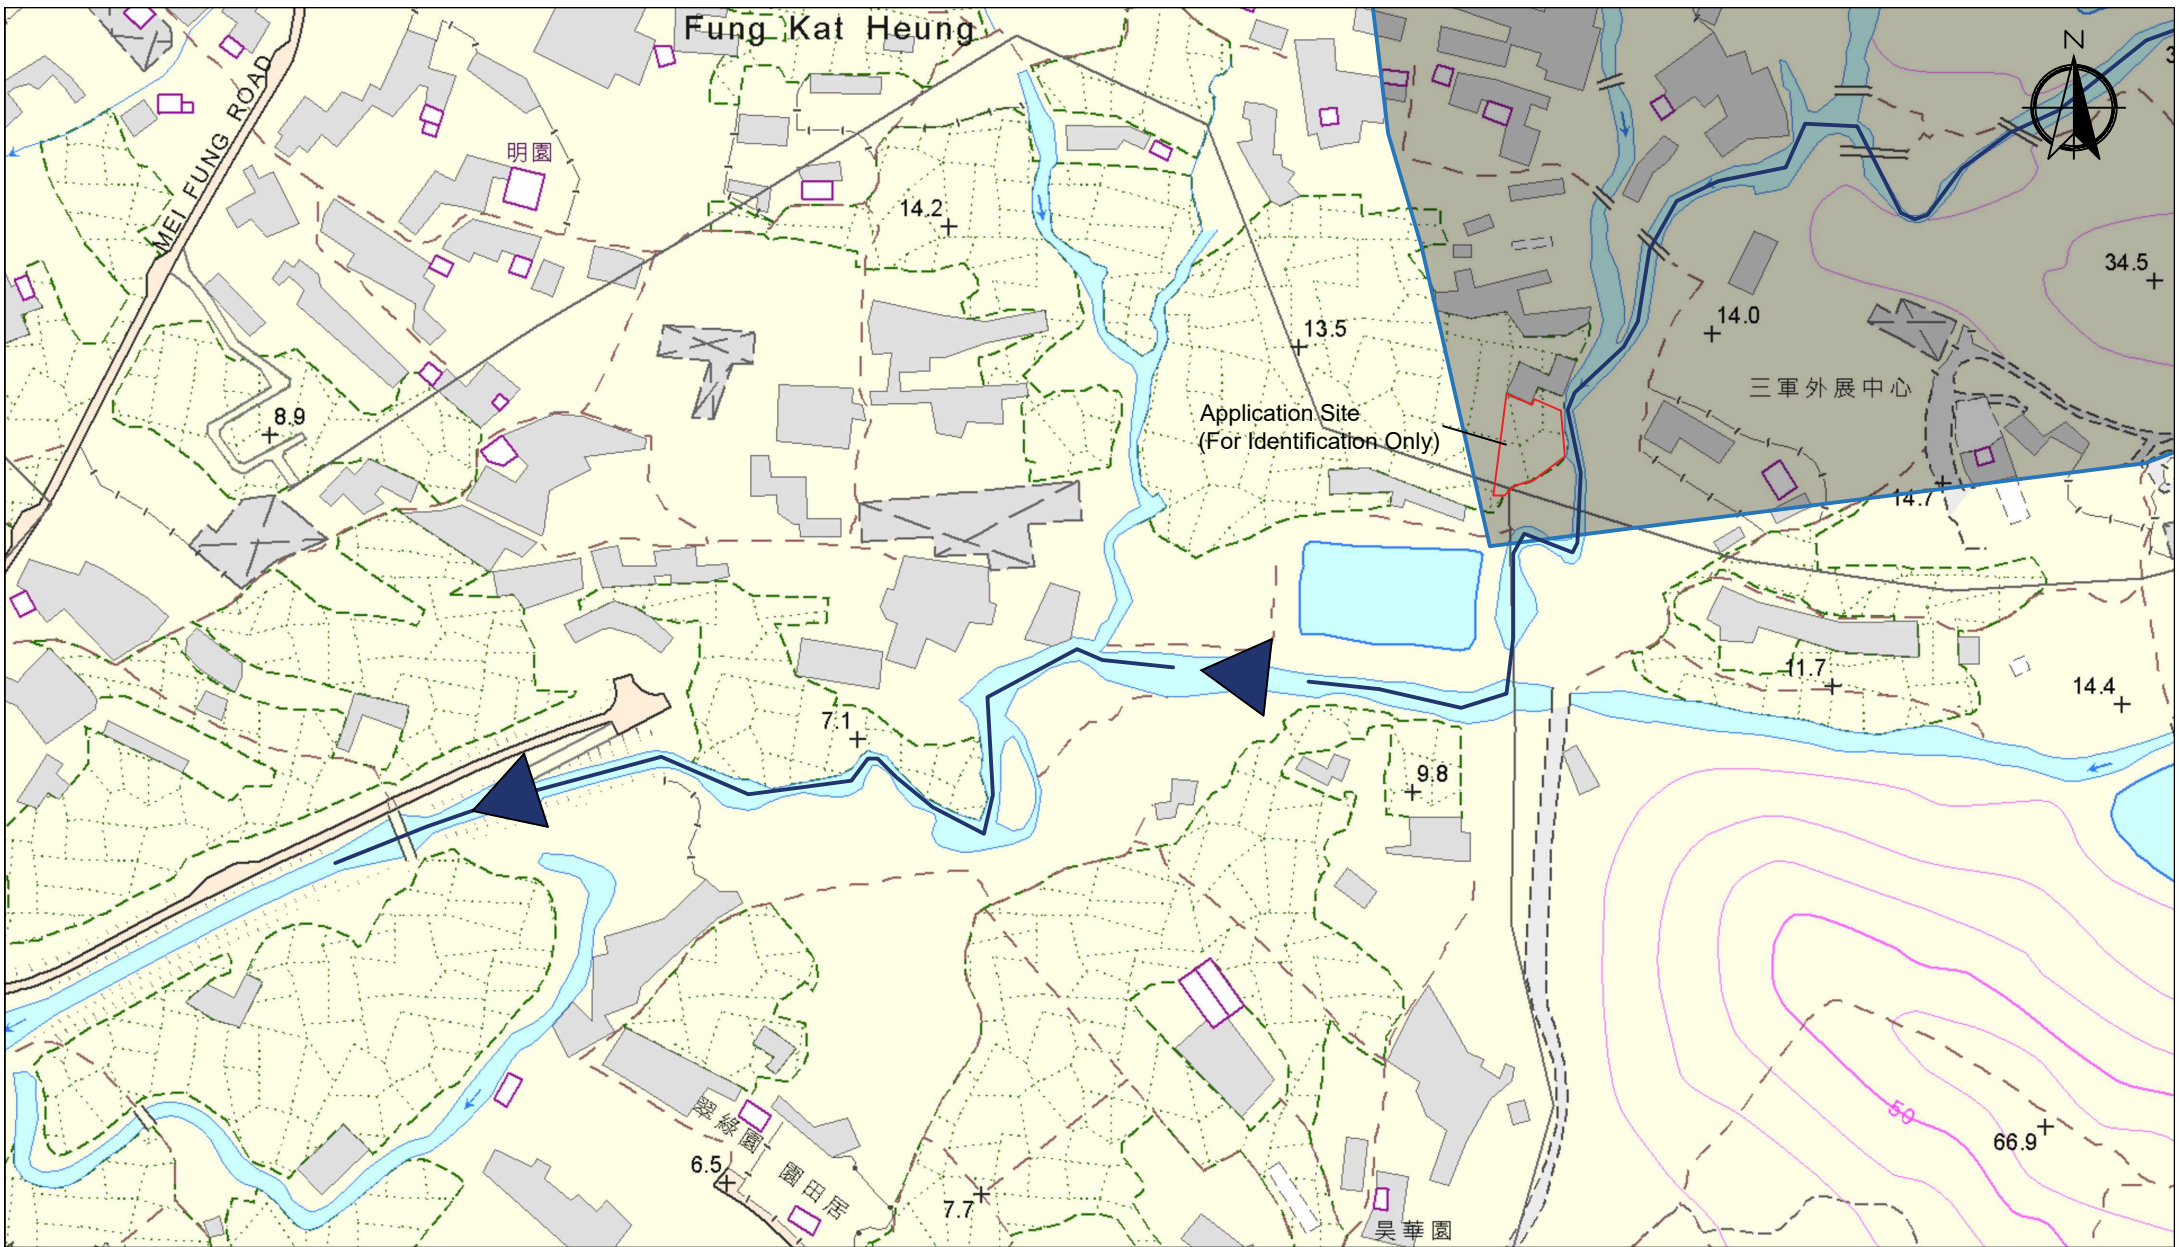 Fung Kat Heung
N
3
MEI FUNG ROAD
明園
14.2
34.5
13.5
14.0
三軍外展中心
Application Site
(For Identification Only)
8.9
14.7
11.7
14.4
7.1
9.8
50
66.9
翠綠園
園田居
6.5
7.7
昊華園